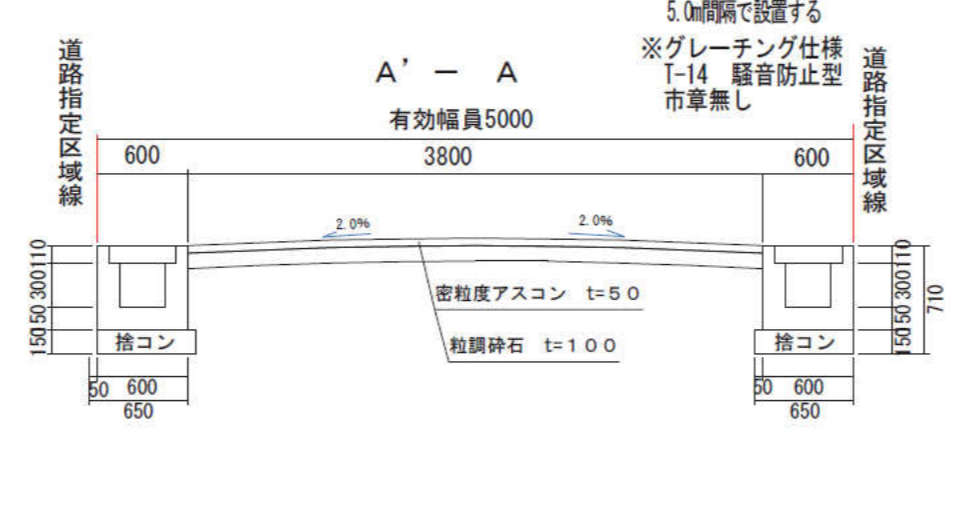 5.0m間隔で設置する
※グレーチング仕様
T-14 騒音防止型
市章無し
道路指定区域線
道路指定区域線
A' － A
有効幅員5000
600
3800
600
2.0%
2.0%
110
300
150
150
110
300
150
150
710
密粒度アスコン t=50
粒調砕石 t=100
捨コン
捨コン
50
600
650
50
600
650